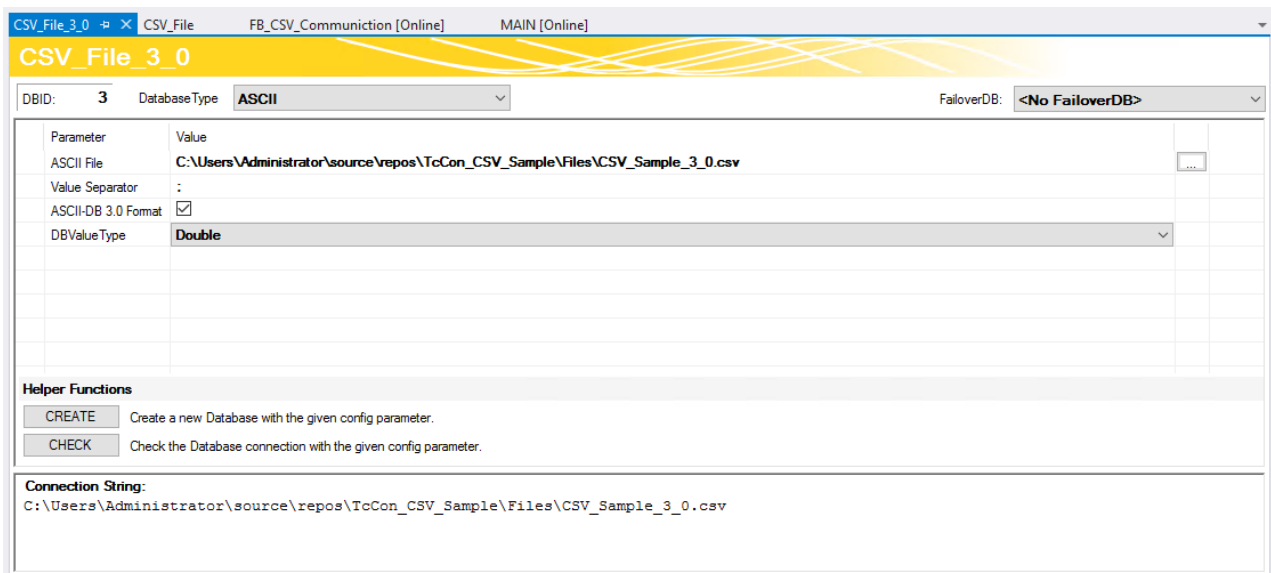 CSV_File_3_0 CSV_File FB_CSV_Communiction [Online] MAIN [Online]
CSV_File_3_0
DBID: 3 DatabaseType ASCII FailoverDB: <No FailoverDB>
Parameter Value
ASCII File C:\Users\Administrator\source\repos\TcCon_CSV_Sample\Files\CSV_Sample_3_0.csv ...
Value Separator ;
ASCII-DB 3.0 Format
DBValueType Double
Helper Functions
CREATE Create a new Database with the given config parameter.
CHECK Check the Database connection with the given config parameter.
Connection String:
C:\Users\Administrator\source\repos\TcCon_CSV_Sample\Files\CSV_Sample_3_0.csv